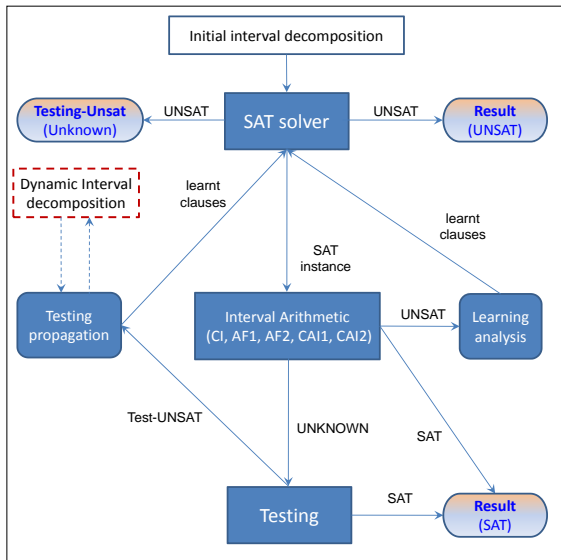 Initial interval decomposition
Testing-Unsat
(Unknown)
UNSAT
SAT solver
UNSAT
Result
(UNSAT)
Dynamic Interval
decomposition
learnt
clauses
learnt
clauses
SAT
instance
Testing
propagation
Interval Arithmetic
(CI, AF1, AF2, CAI1, CAI2)
UNSAT
Learning
analysis
Test-UNSAT
UNKNOWN
SAT
Testing
SAT
Result
(SAT)